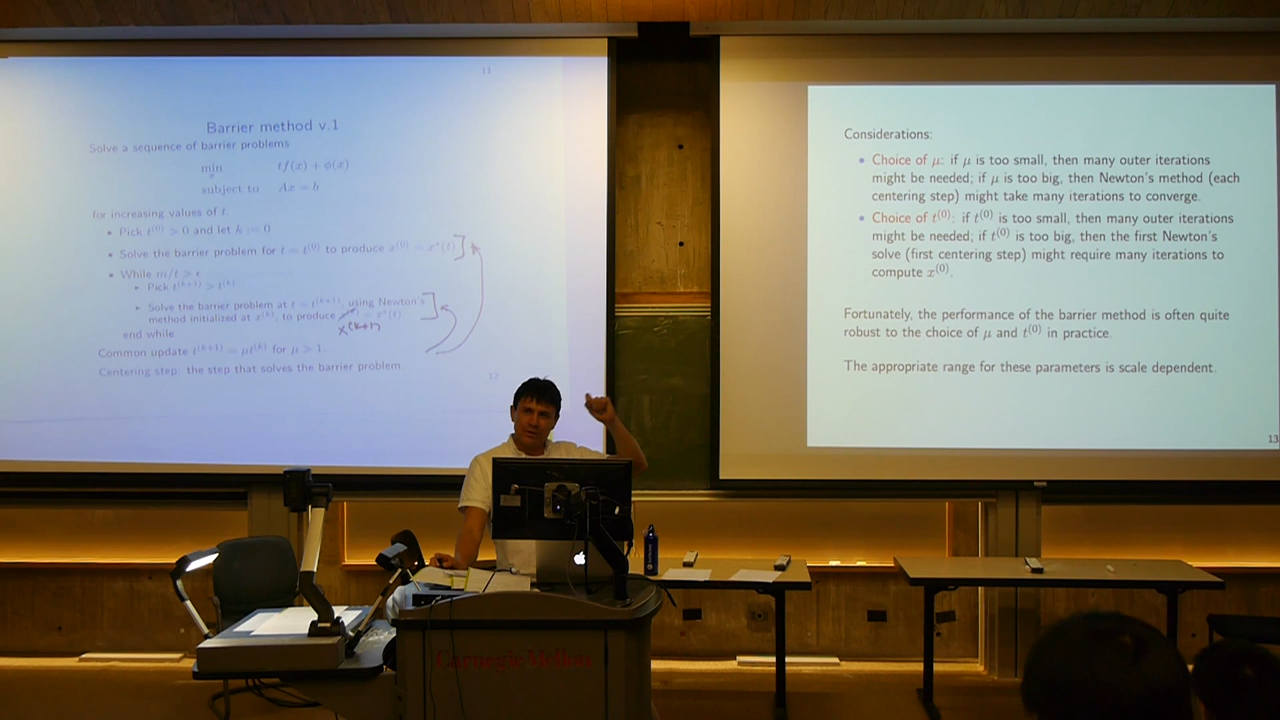 11
Barrier method v.1
Solve a sequence of barrier problems
min tf(x) + ϕ(x)
x
subject to Ax = b
for increasing values of t.
• Pick t^(0) > 0 and let k := 0
• Solve the barrier problem for t = t^(0) to produce x^(0) = x*(t)
• While m/t > ϵ
▸ Pick t^(k+1) > t^(k)
▸ Solve the barrier problem at t = t^(k+1), using Newton's
method initialized at x^(k), to produce = x*(t)
x^(k+1)
end while
Common update t^(k+1) = μt^(k) for μ > 1.
Centering step: the step that solves the barrier problem.
12
Considerations:
• Choice of μ: if μ is too small, then many outer iterations
might be needed; if μ is too big, then Newton's method (each
centering step) might take many iterations to converge.
• Choice of t^(0): if t^(0) is too small, then many outer iterations
might be needed; if t^(0) is too big, then the first Newton's
solve (first centering step) might require many iterations to
compute x^(0).
Fortunately, the performance of the barrier method is often quite
robust to the choice of μ and t^(0) in practice.
The appropriate range for these parameters is scale dependent.
13
Carnegie Mellon